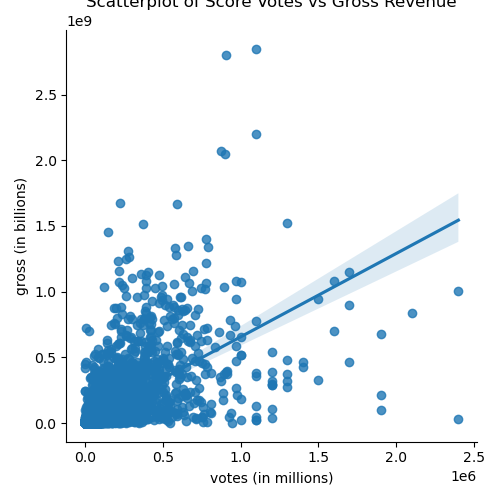 Scatterplot of Score Votes vs Gross Revenue
1e9
2.5
2.0
1.5
1.0
0.5
0.0
gross (in billions)
0.0 0.5 1.0 1.5 2.0 2.5
1e6
votes (in millions)